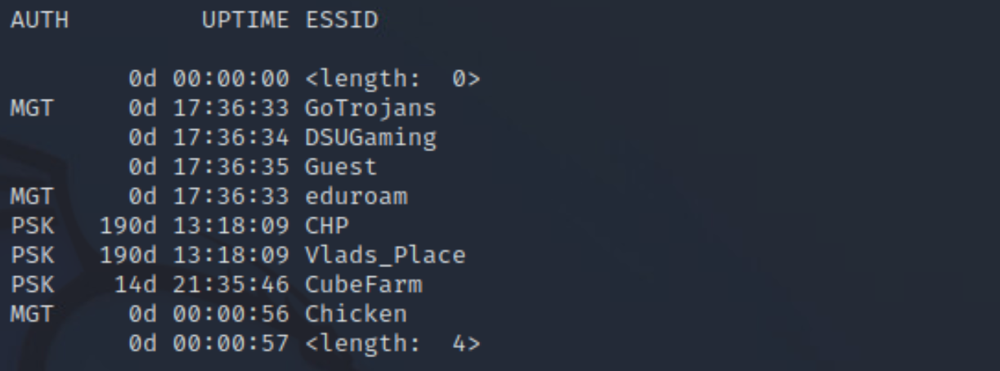 AUTH         UPTIME ESSID
        0d 00:00:00 <length:  0>
MGT     0d 17:36:33 GoTrojans
        0d 17:36:34 DSUGaming
        0d 17:36:35 Guest
MGT     0d 17:36:33 eduroam
PSK   190d 13:18:09 CHP
PSK   190d 13:18:09 Vlads_Place
PSK    14d 21:35:46 CubeFarm
MGT     0d 00:00:56 Chicken
        0d 00:00:57 <length:  4>